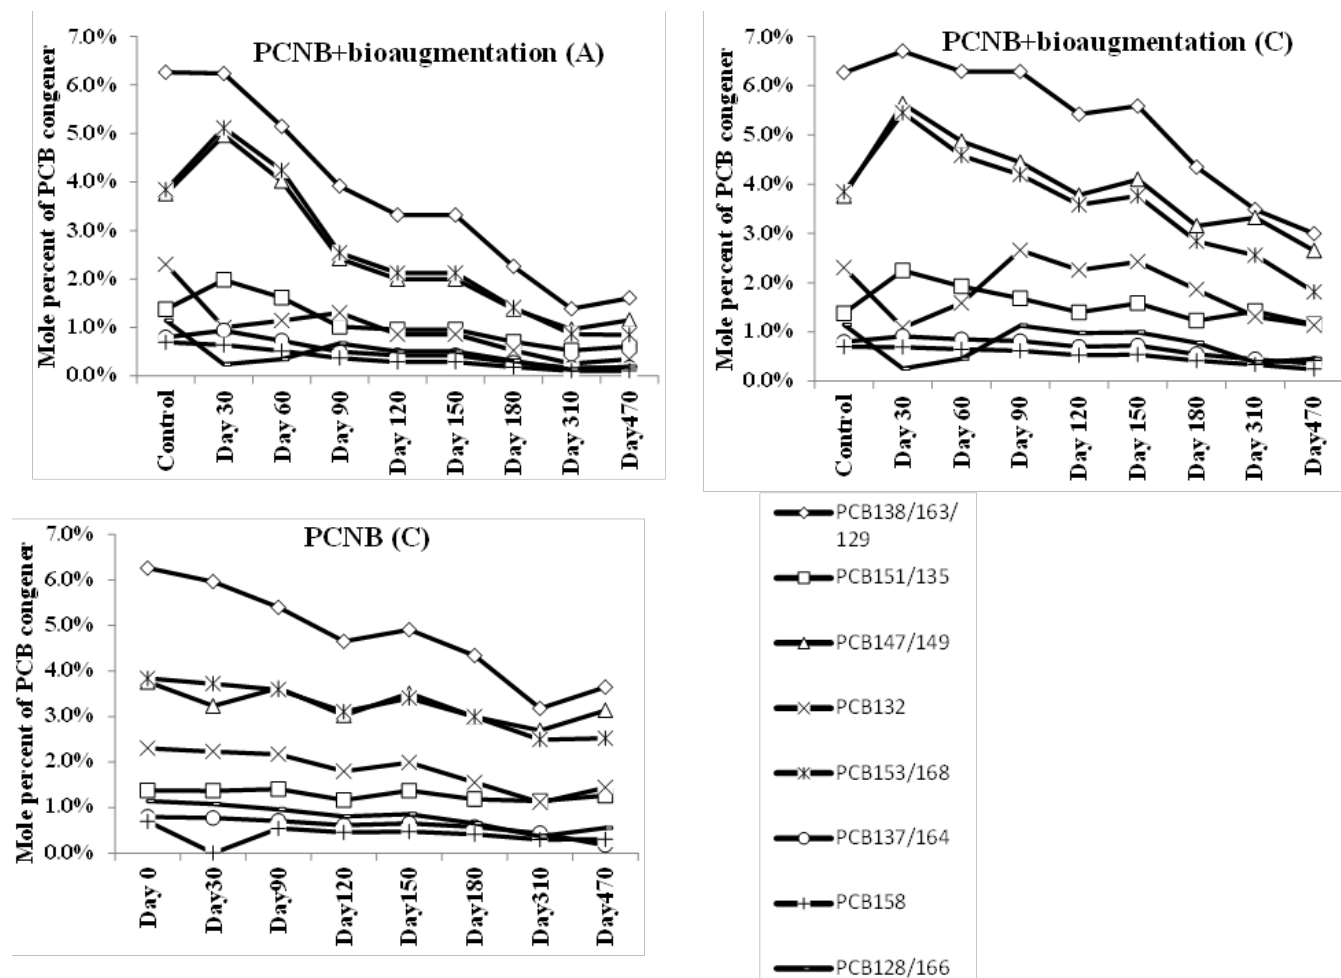 PCNB+bioaugmentation (A)
Mole percent of PCB congener
7.0%
6.0%
5.0%
4.0%
3.0%
2.0%
1.0%
0.0%
Control
Day 30
Day 60
Day 90
Day 120
Day 150
Day 180
Day 310
Day470
PCNB+bioaugmentation (C)
Mole percent of PCB congener
7.0%
6.0%
5.0%
4.0%
3.0%
2.0%
1.0%
0.0%
Control
Day 30
Day 60
Day 90
Day 120
Day 150
Day 180
Day 310
Day470
PCNB (C)
Mole percent of PCB congener
7.0%
6.0%
5.0%
4.0%
3.0%
2.0%
1.0%
0.0%
Day 0
Day30
Day90
Day120
Day150
Day180
Day310
Day470
PCB138/163/
129
PCB151/135
PCB147/149
PCB132
PCB153/168
PCB137/164
PCB158
PCB128/166